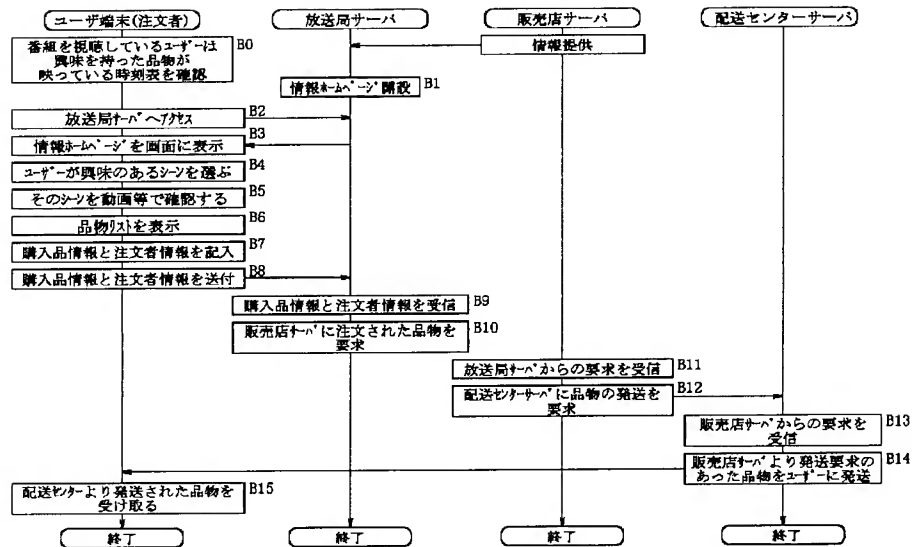 ユーザ端末(注文者)
放送局サーバ
販売店サーバ
配送センターサーバ
番組を視聴しているユーザーは
興味を持った品物が
映っている時刻表を確認
B0
情報提供
情報ホームページ開設
B1
放送局サーバへアクセス
B2
情報ホームページを画面に表示
B3
ユーザーが興味のあるシーンを選ぶ
B4
そのシーンを動画等で確認する
B5
品物リストを表示
B6
購入品情報と注文者情報を記入
B7
購入品情報と注文者情報を送付
B8
購入品情報と注文者情報を受信
B9
販売店サーバに注文された品物を
要求
B10
放送局サーバからの要求を受信
B11
配送センターサーバに品物の発送を
要求
B12
販売店サーバからの要求を
受信
B13
販売店サーバより発送要求の
あった品物をユーザーに発送
B14
配送センターより発送された品物を
受け取る
B15
終了
終了
終了
終了